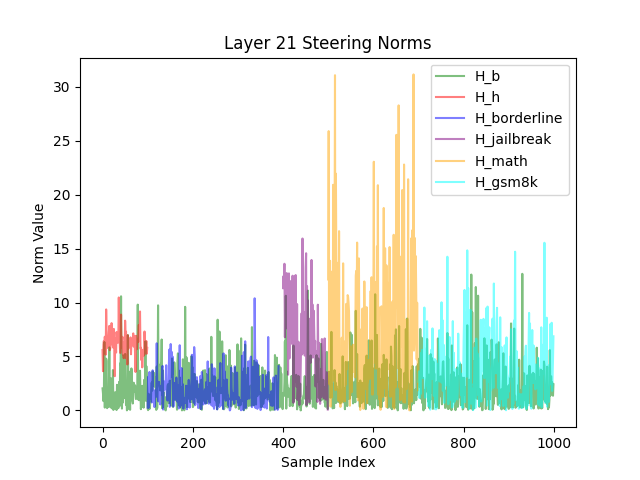 Layer 21 Steering Norms
Norm Value
30
25
20
15
10
5
0
H_b
H_h
H_borderline
H_jailbreak
H_math
H_gsm8k
0
200
400
600
800
1000
Sample Index